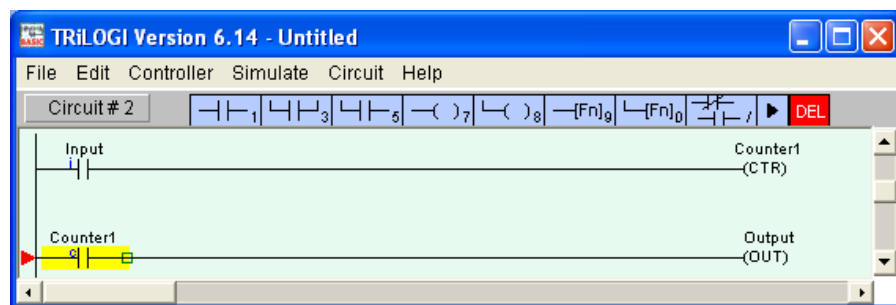 TRiLOGI Version 6.14 - Untitled
File Edit Controller Simulate Circuit Help
Circuit # 2 1 3 5 ( )7 ( )8 [Fn]9 [Fn]0 / DEL
Input Counter1
i (CTR)
Counter1 Output
c (OUT)